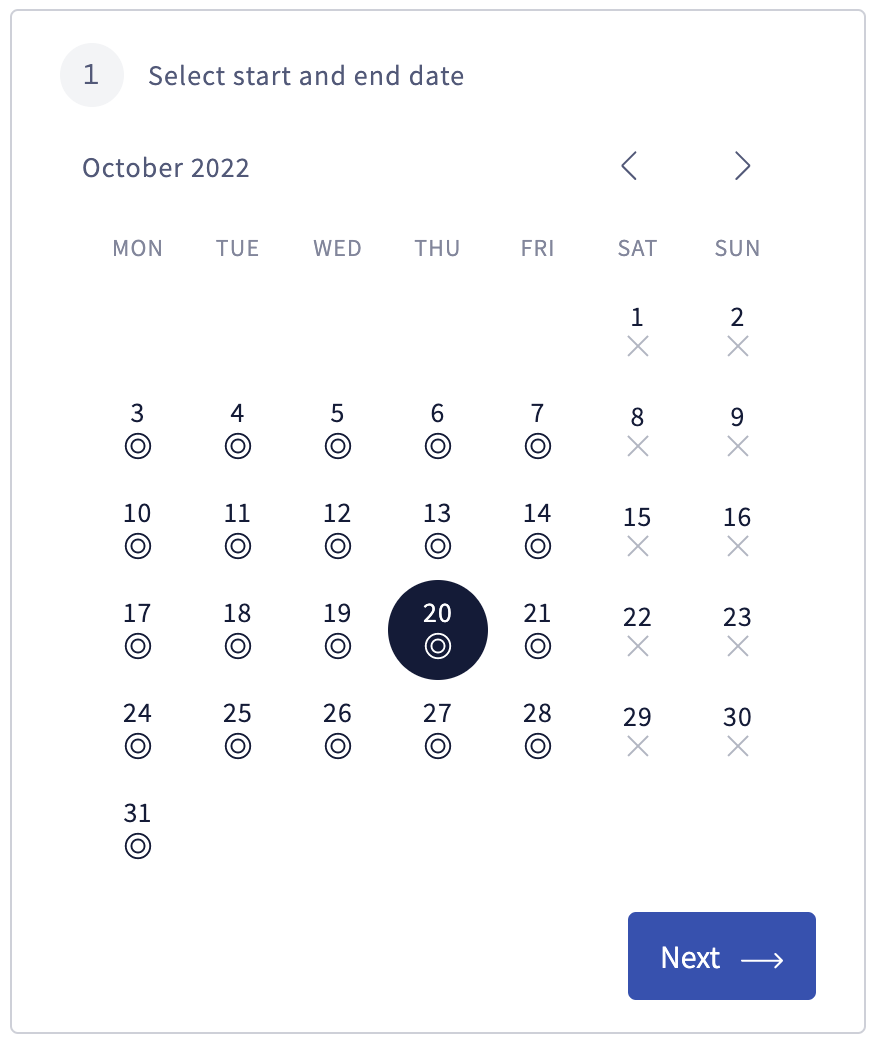 1 Select start and end date
October 2022
MON TUE WED THU FRI SAT SUN
1 2
3 4 5 6 7 8 9
10 11 12 13 14 15 16
17 18 19 20 21 22 23
24 25 26 27 28 29 30
31
Next